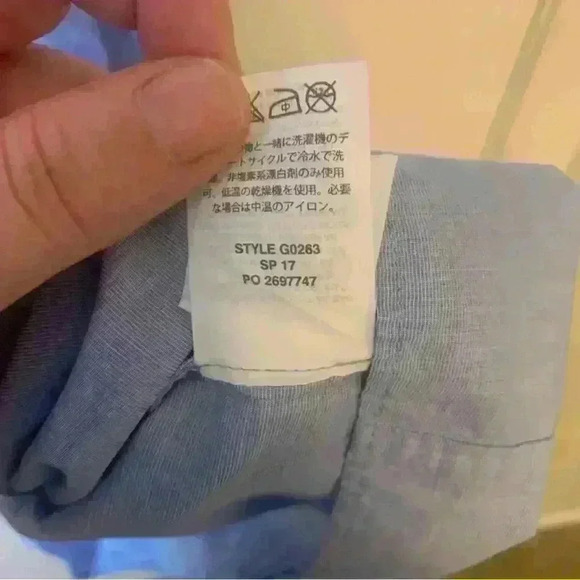 と一緒に洗濯機のデ
ートサイクルで冷水で洗
非塩素系漂白剤のみ使用
可、低温の乾燥機を使用。必要
な場合は中温のアイロン。
STYLE G0263
SP 17
PO 2697747